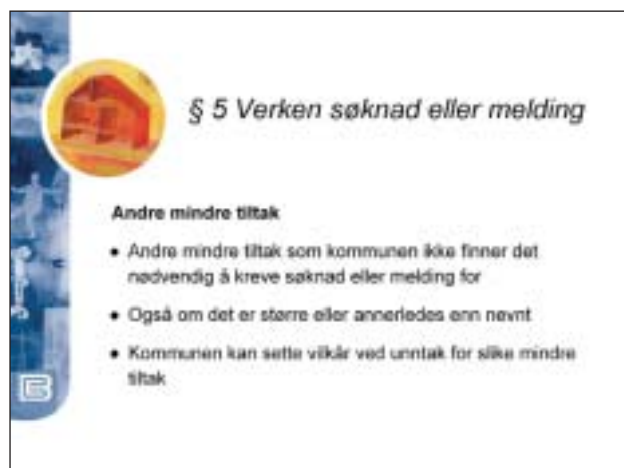 § 5 Verken søknad eller melding
Andre mindre tiltak
• Andre mindre tiltak som kommunen ikke finner det
nødvendig å kreve søknad eller melding for
• Også om det er større eller annerledes enn nevnt
• Kommunen kan sette vilkår ved unntak for slike mindre
tiltak